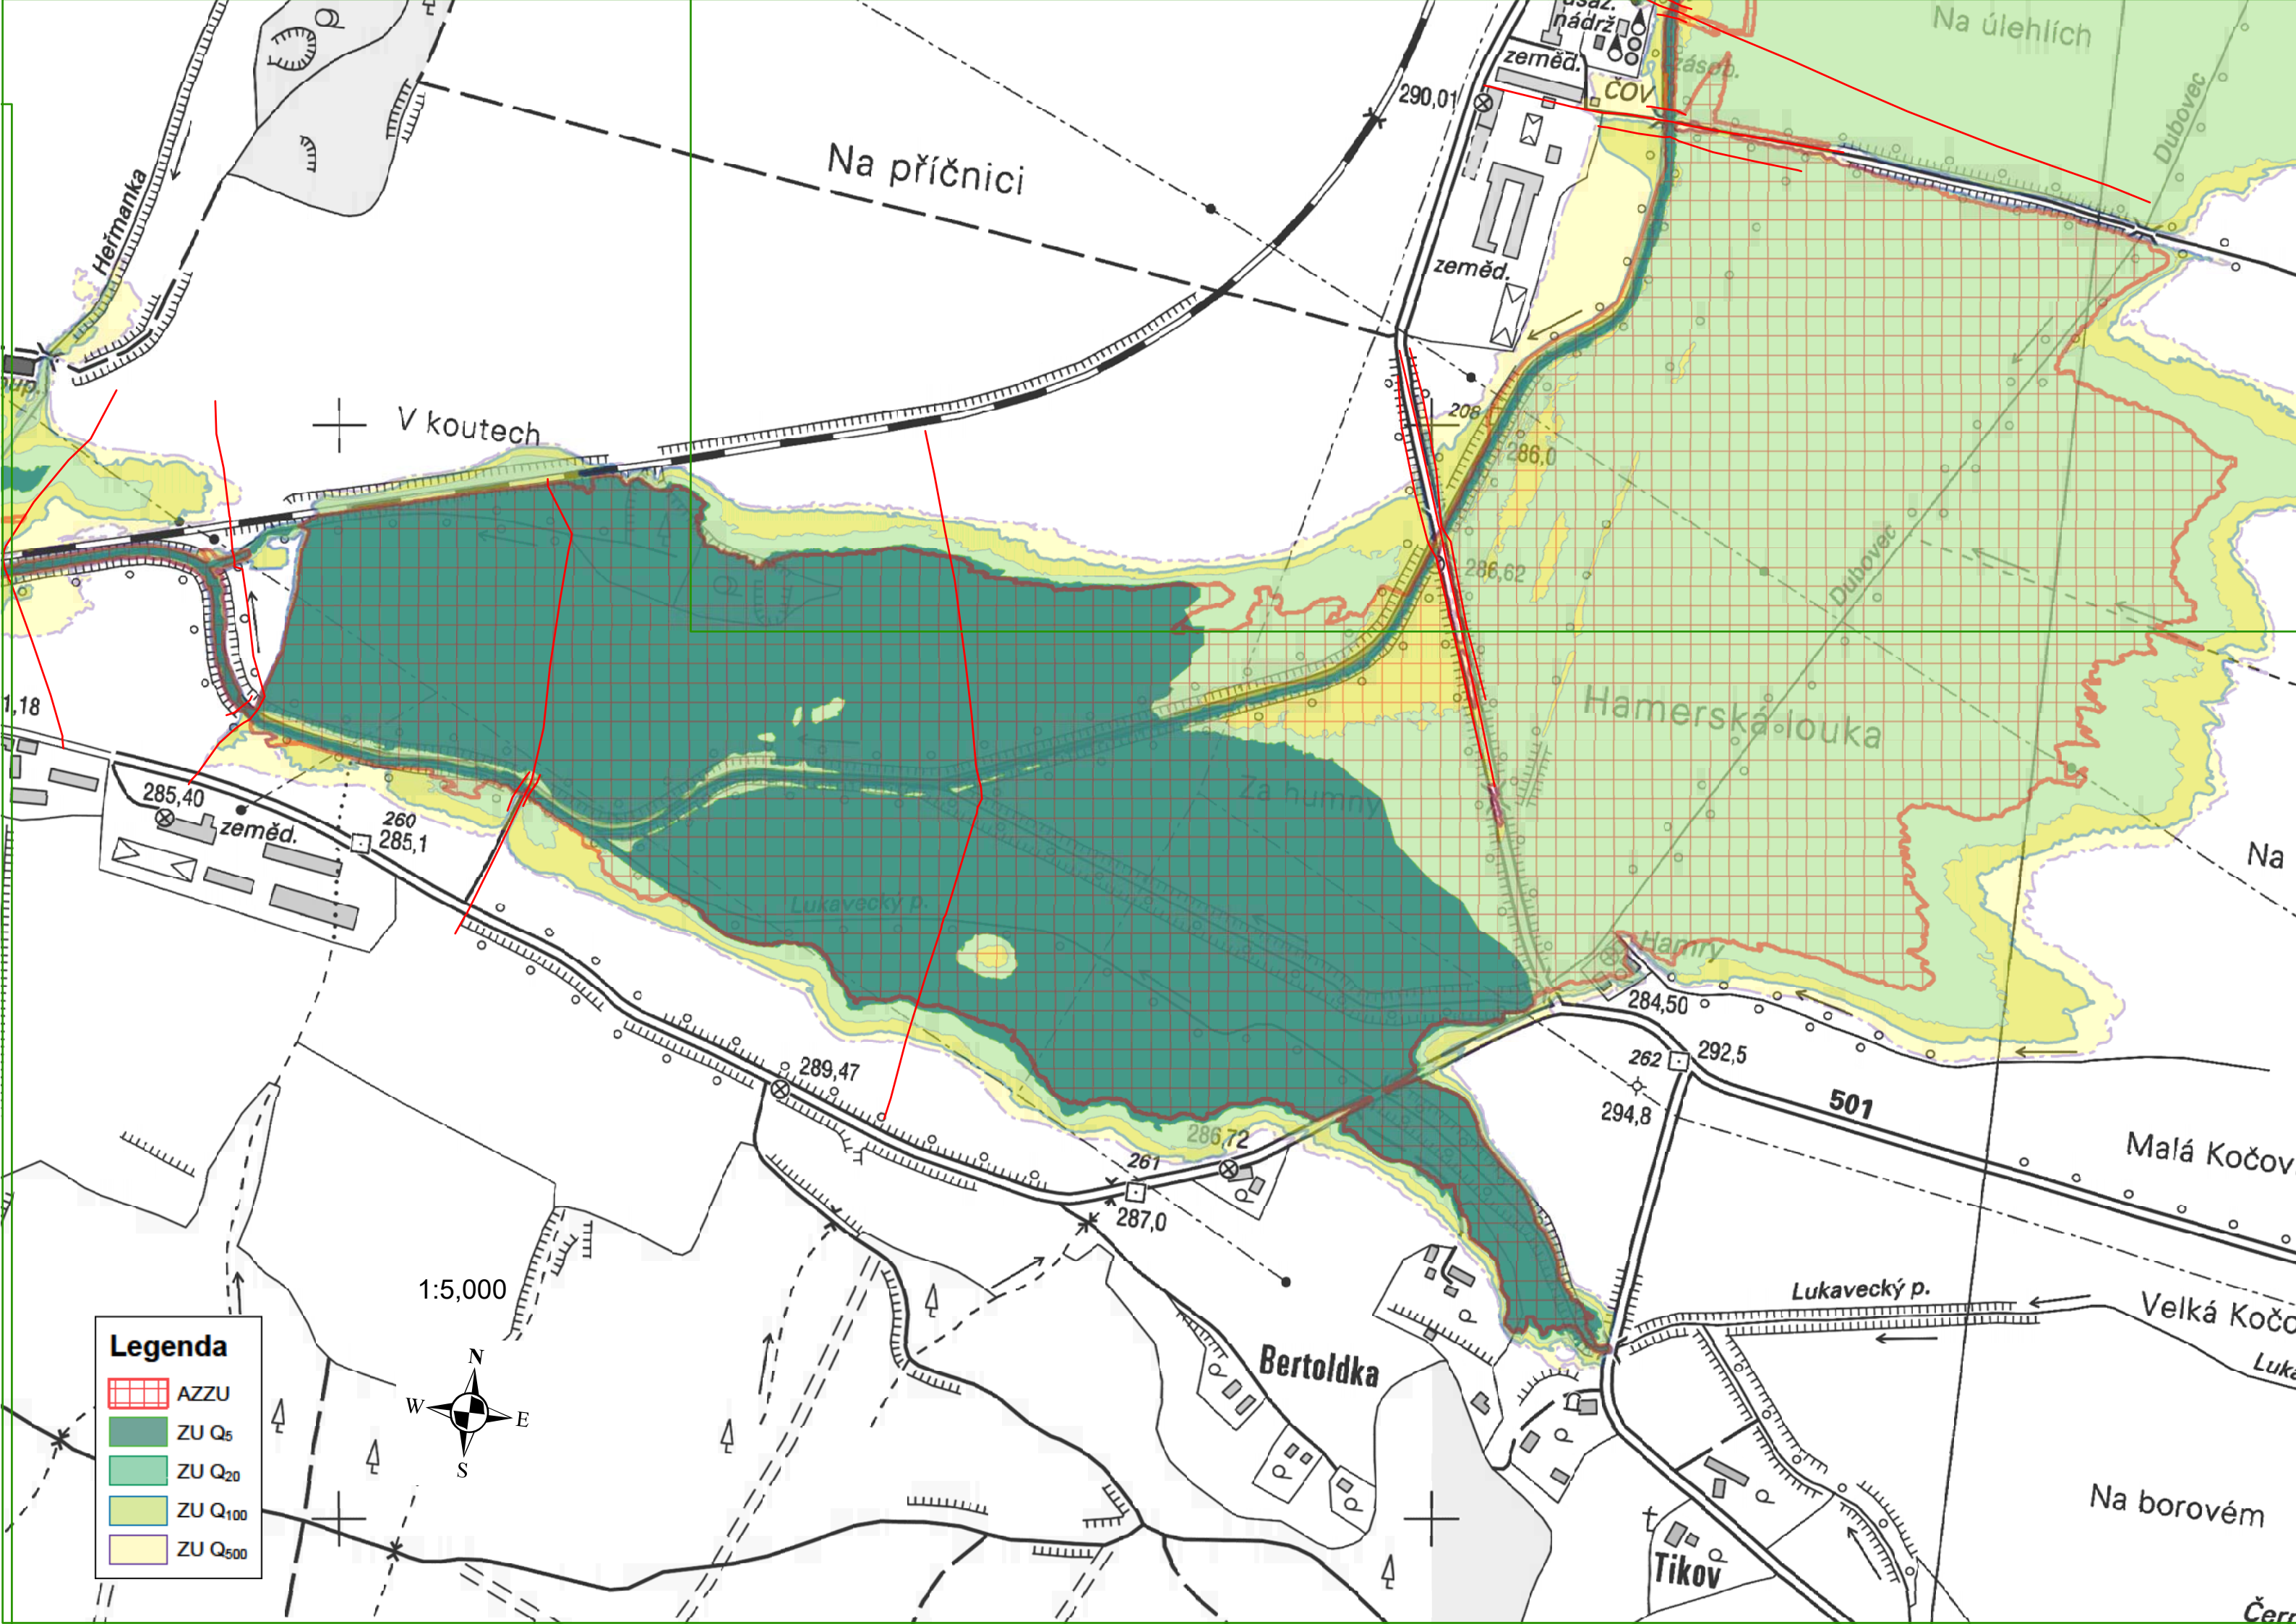 nádrž
Na úlehlích
zeměd.
zásob.
ČOV
290,01
Dubovec
Na příčnici
Heřmanka
zeměd.
V koutech
208
286,0
286,62
Dubovec
Hamerská louka
1,18
285,40
zeměd.
260
285,1
Za humny
Na
Lukavecký p.
Hamry
284,50
262
292,5
289,47
294,8
501
286,72
261
287,0
Malá Kočov
Lukavecký p.
Velká Kočo
Luka
Bertoldka
1:5,000
N
W
E
S
Legenda
AZZU
ZU Q5
ZU Q20
ZU Q100
ZU Q500
Na borovém
Tikov
Čern